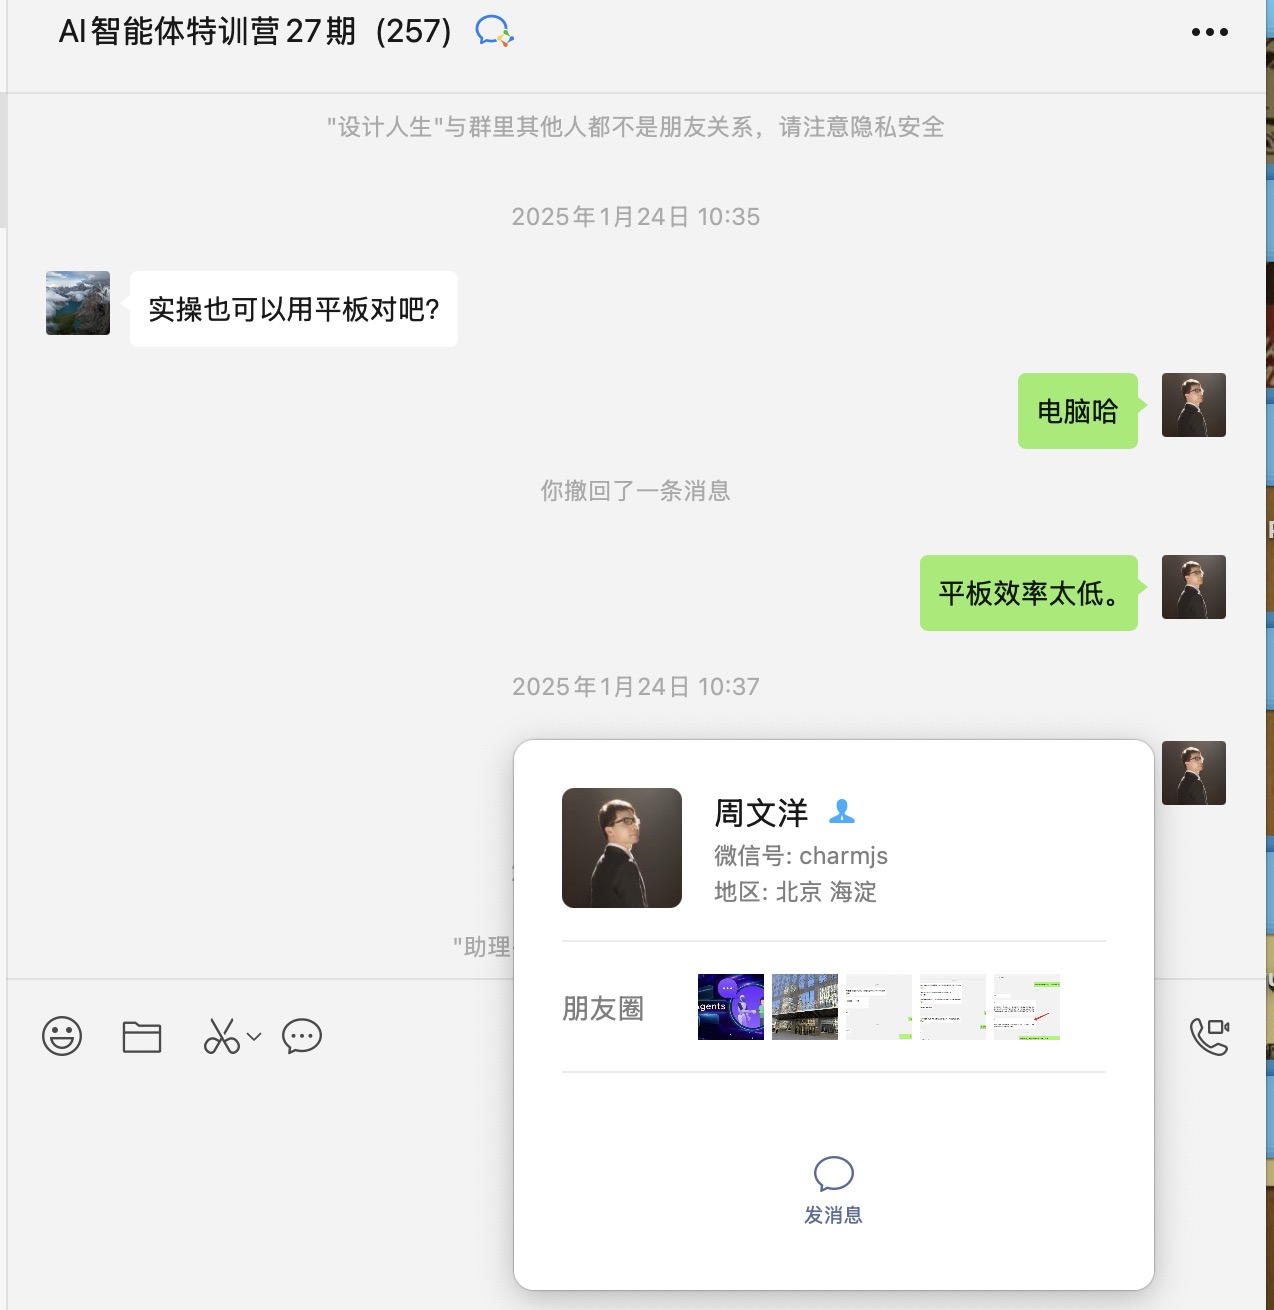 AI智能体特训营27期（257）
"设计人生"与群里其他人都不是朋友关系，请注意隐私安全
2025年1月24日 10:35
实操也可以用平板对吧?
电脑哈
你撤回了一条消息
平板效率太低。
2025年1月24日 10:37
周文洋
微信号: charmjs
地区: 北京 海淀
"助理
朋友圈
gents
发消息